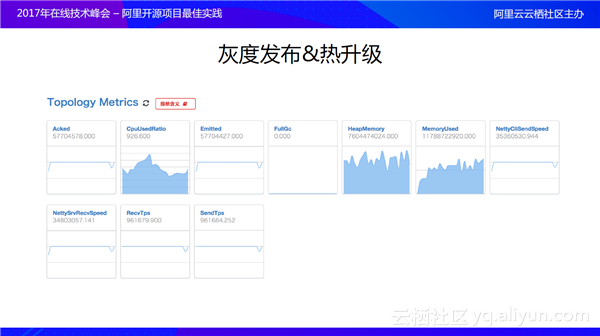 2017年在线技术峰会 – 阿里开源项目最佳实践
阿里云云栖社区主办
灰度发布&热升级
Topology Metrics
指标含义
Acked
57704578.000
CpuUsedRatio
926.600
Emitted
57704427.000
FullGc
0.000
HeapMemory
7604474024.000
MemoryUsed
11788722920.000
NettyCliSendSpeed
35360530.944
NettySrvRecvSpeed
34803057.141
RecvTps
961679.900
SendTps
961684.252
云栖社区 yq.aliyun.com